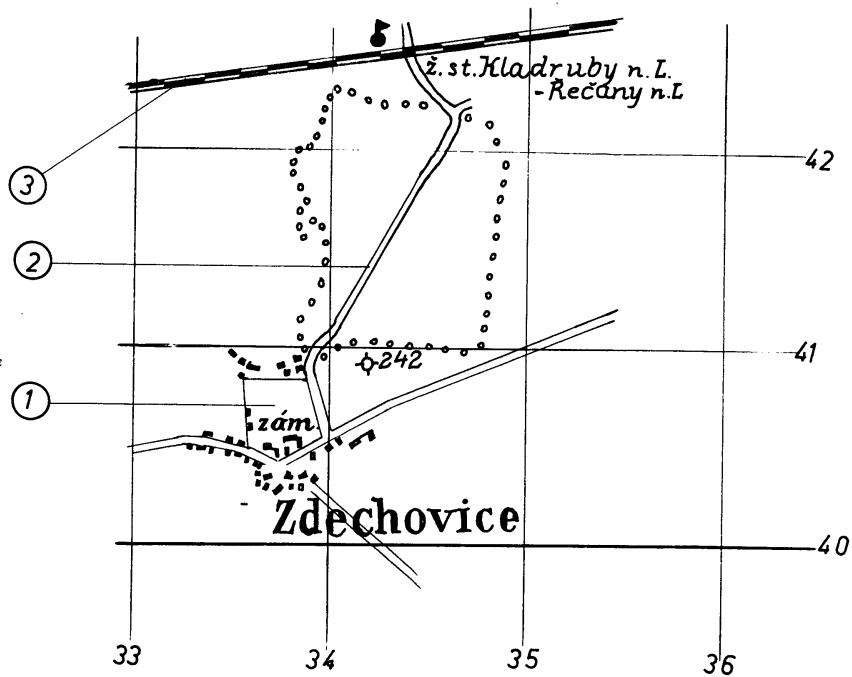 ž. st. Kladruby n. L.
- Řečany n. L
42
3
2
41
242
1
zám.
Zdechovice
40
33
34
35
36